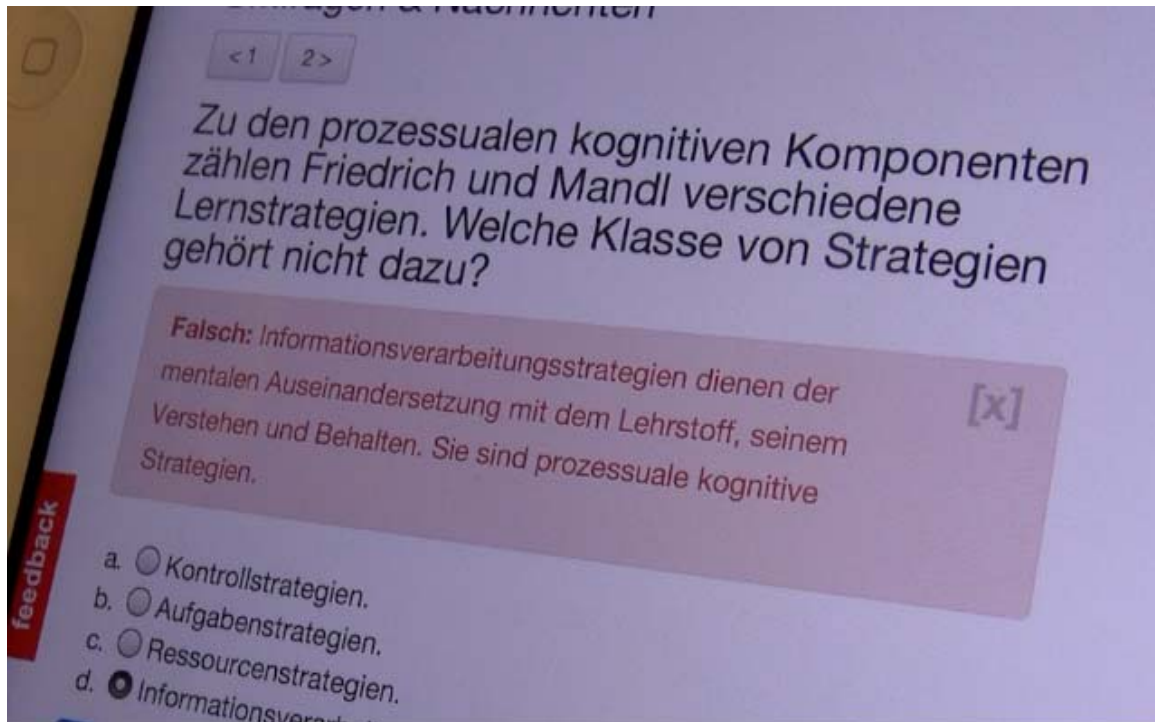 < 1 2 >
Zu den prozessualen kognitiven Komponenten
zählen Friedrich und Mandl verschiedene
Lernstrategien. Welche Klasse von Strategien
gehört nicht dazu?
Falsch: Informationsverarbeitungsstrategien dienen der
mentalen Auseinandersetzung mit dem Lehrstoff, seinem
Verstehen und Behalten. Sie sind prozessuale kognitive
Strategien.
[x]
feedback
a. Kontrollstrategien.
b. Aufgabenstrategien.
c. Ressourcenstrategien.
d.